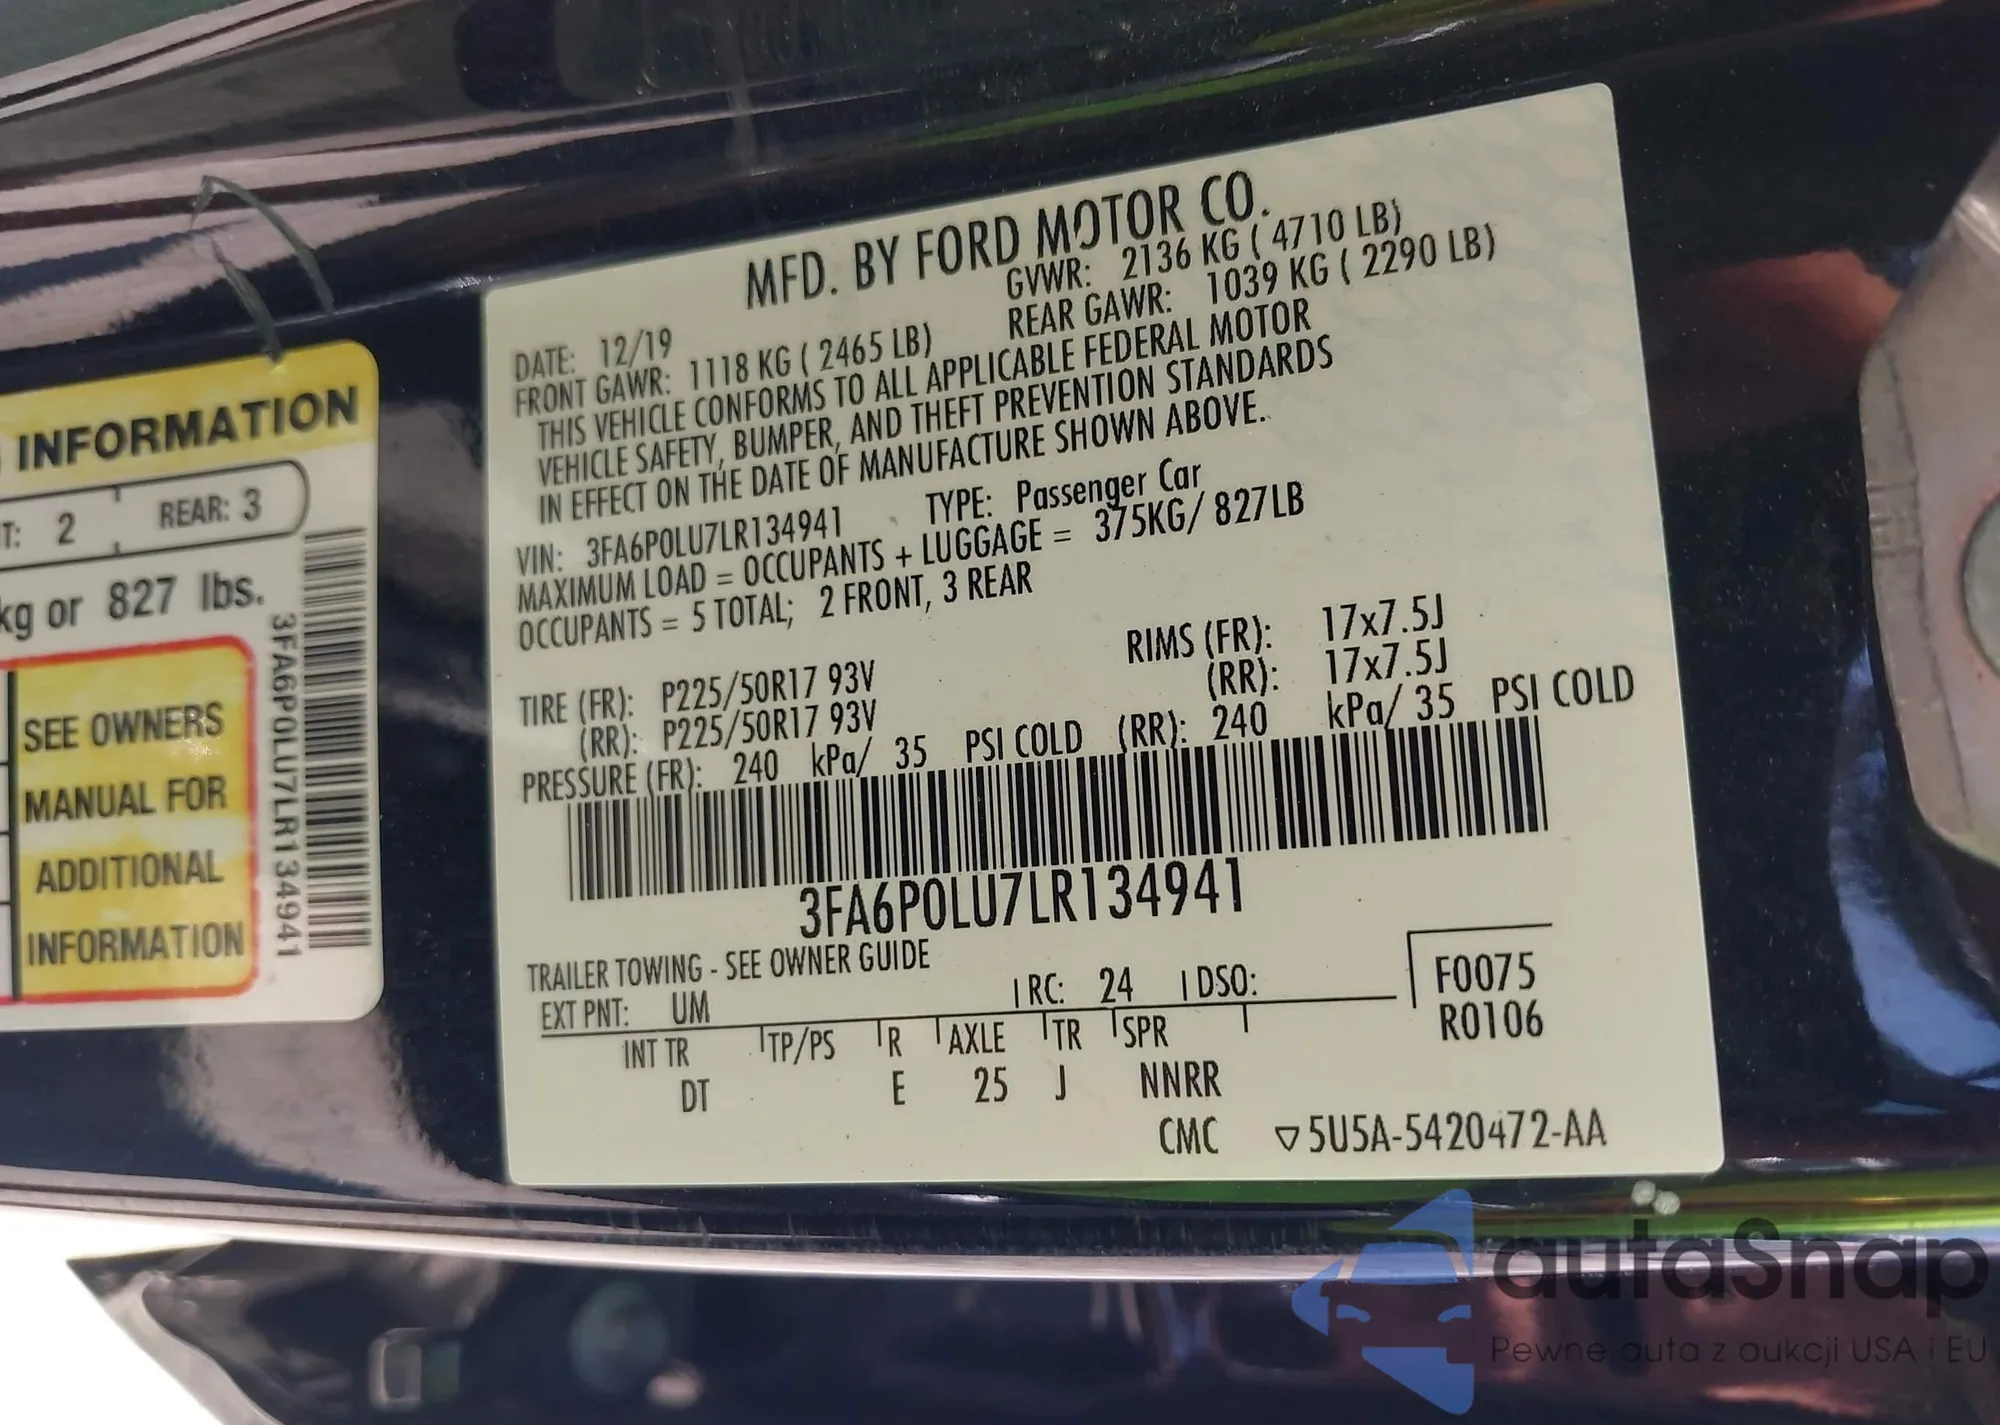 INFORMATION
T: 2 REAR: 3
kg or 827 lbs.
SEE OWNERS
MANUAL FOR
ADDITIONAL
INFORMATION
3FA6P0LU7LR134941
MFD. BY FORD MOTOR CO.
DATE: 12/19 GVWR: 2136 KG ( 4710 LB)
FRONT GAWR: 1118 KG ( 2465 LB) REAR GAWR: 1039 KG ( 2290 LB)
THIS VEHICLE CONFORMS TO ALL APPLICABLE FEDERAL MOTOR
VEHICLE SAFETY, BUMPER, AND THEFT PREVENTION STANDARDS
IN EFFECT ON THE DATE OF MANUFACTURE SHOWN ABOVE.
VIN: 3FA6P0LU7LR134941 TYPE: Passenger Car
MAXIMUM LOAD = OCCUPANTS + LUGGAGE = 375KG/ 827LB
OCCUPANTS = 5 TOTAL; 2 FRONT, 3 REAR
TIRE (FR): P225/50R17 93V RIMS (FR): 17x7.5J
(RR): P225/50R17 93V (RR): 17x7.5J
PRESSURE (FR): 240 kPa/ 35 PSI COLD (RR): 240 kPa/ 35 PSI COLD
3FA6P0LU7LR134941
TRAILER TOWING - SEE OWNER GUIDE
EXT PNT: UM RC: 24 DSO: F0075
R0106
INT TR TP/PS R AXLE TR SPR
DT E 25 J NNRR
CMC ▽5U5A-5420472-AA
autaSnap
Pewne auta z aukcji USA i EU